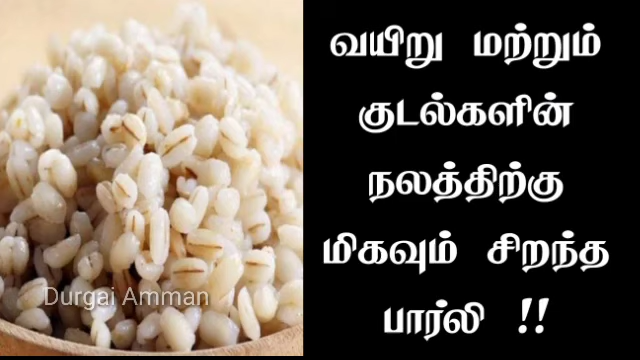 வயிறு மற்றும்
குடல்களின்
நலத்திற்கு
மிகவும் சிறந்த
பார்லி !!
Durgai Amman